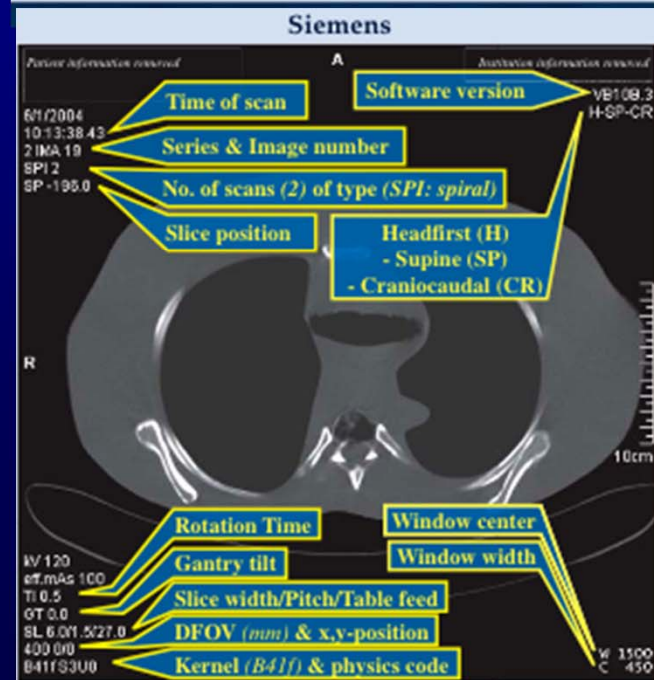 Siemens
Patient information removed
A
Institution information removed
Time of scan
Software version
VB10B.3
6/1/2004
H-SP-CR
10:13:38.43
2 IMA 19
Series & Image number
SPI 2
No. of scans (2) of type (SPI: spiral)
SP -196.0
Slice position
Headfirst (H)
- Supine (SP)
- Craniocaudal (CR)
R
10cm
Rotation Time
Window center
kV 120
Gantry tilt
Window width
eff.mAs 100
TI 0.5
Slice width/Pitch/Table feed
GT 0.0
SL 6.0/1.5/27.0
DFOV (mm) & x,y-position
400 0/0
W 1500
B41fS3U0
Kernel (B41f) & physics code
C 450